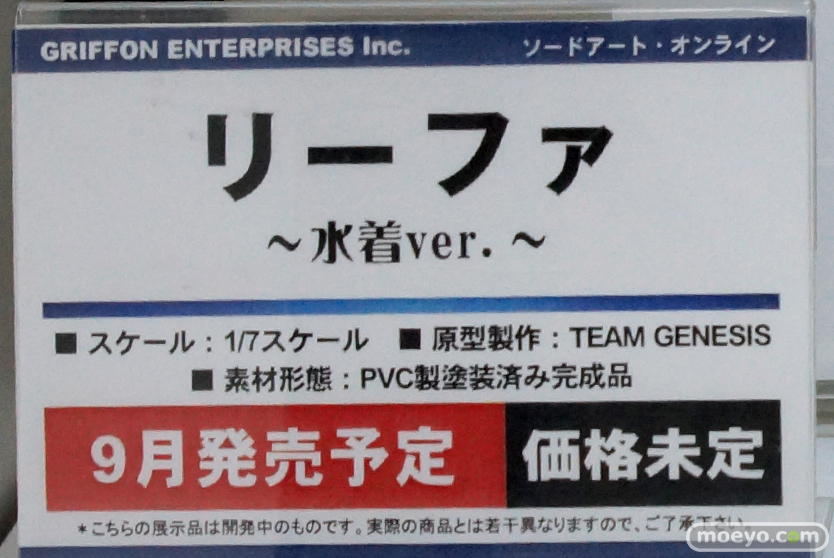 GRIFFON ENTERPRISES Inc. ソードアート・オンライン
リーファ
～水着ver.～
■ スケール：1/7スケール ■ 原型製作：TEAM GENESIS
■ 素材形態：PVC製塗装済み完成品
9月発売予定 価格未定
*こちらの展示品は開発中のものです。実際の商品とは若干異なりますので、ご了承下さい。
moeyo.com